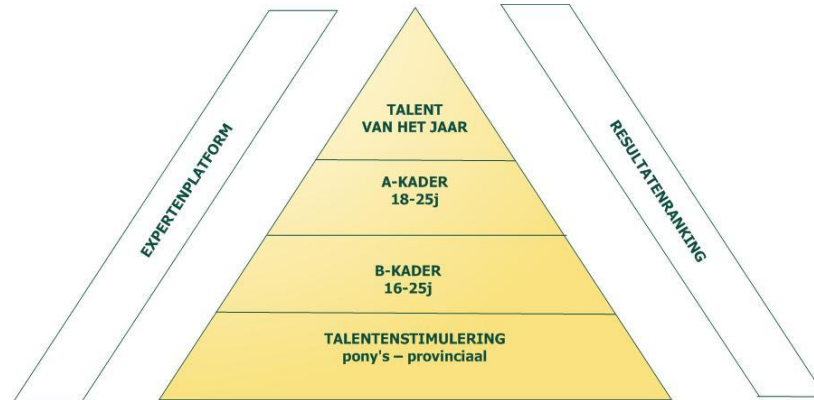 EXPERTENPLATFORM
TALENT
VAN HET JAAR
A-KADER
18-25j
B-KADER
16-25j
TALENTENSTIMULERING
pony's – provinciaal
RESULTATENRANKING